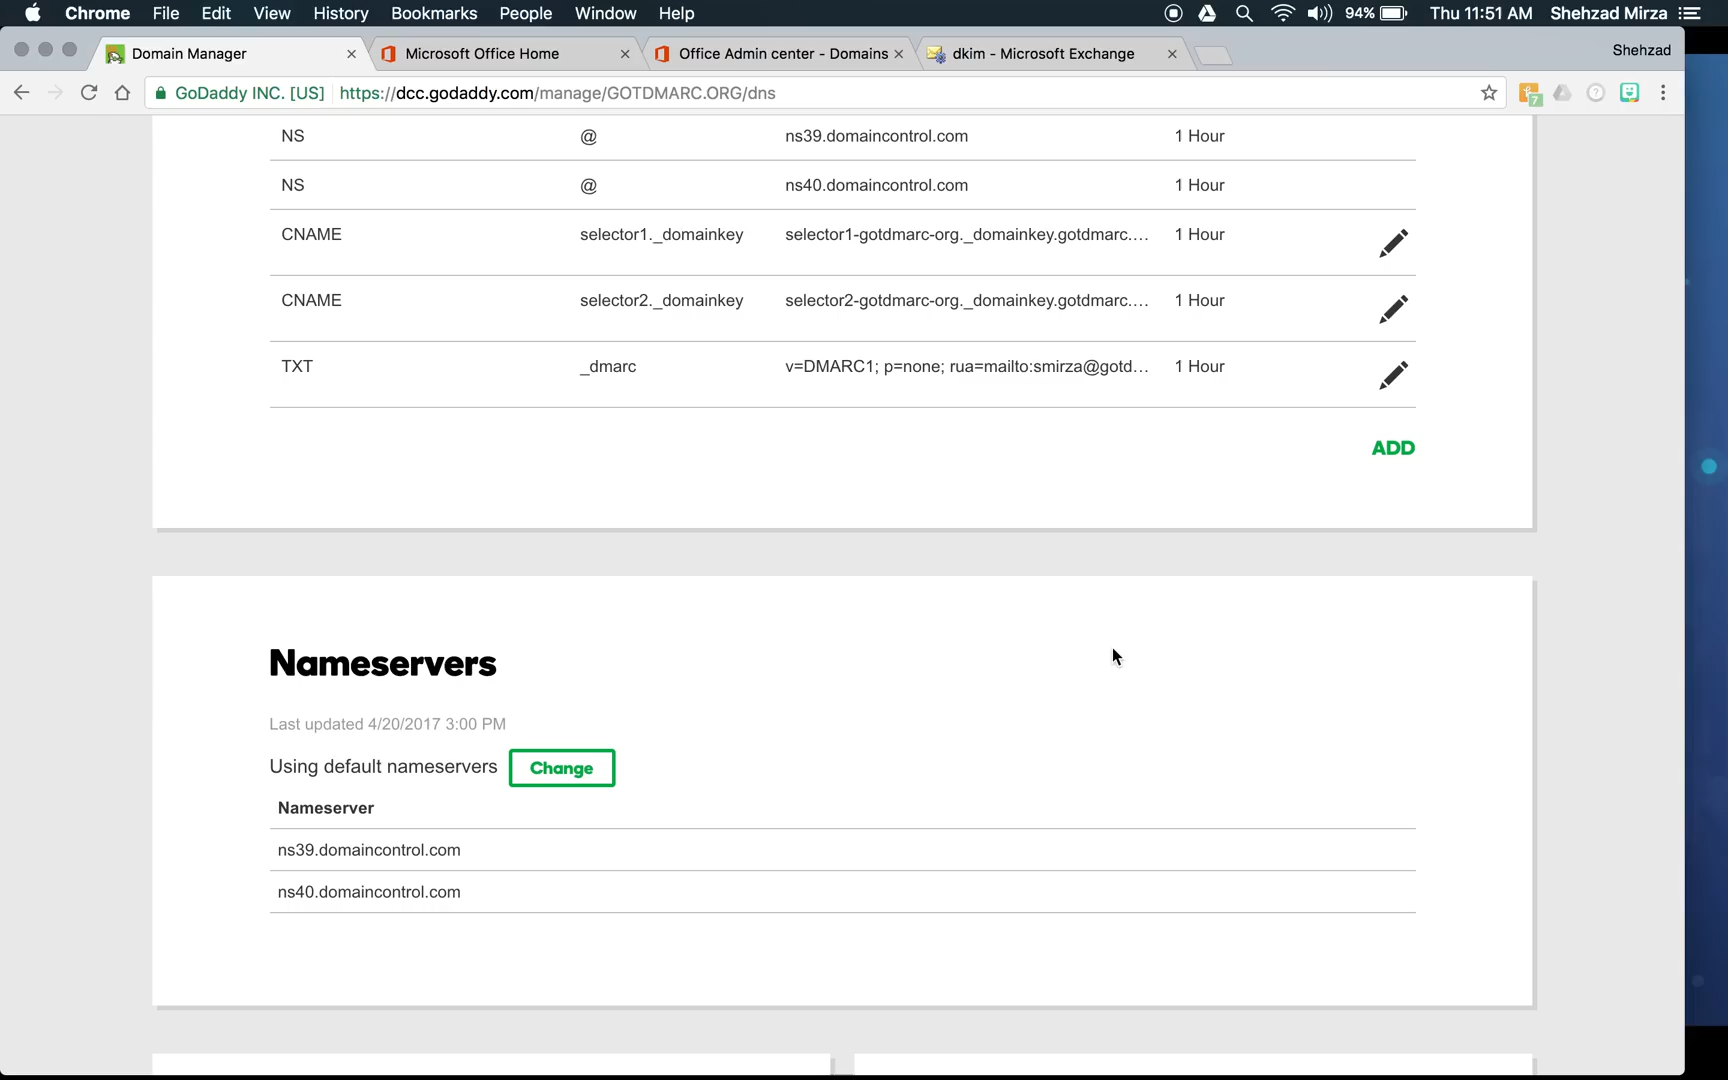 Chrome File Edit View History Bookmarks People Window Help 94% Thu 11:51 AM Shehzad Mirza
Domain Manager Microsoft Office Home Office Admin center - Domains dkim - Microsoft Exchange Shehzad
GoDaddy INC. [US] https://dcc.godaddy.com/manage/GOTDMARC.ORG/dns 7
NS @ ns39.domaincontrol.com 1 Hour
NS @ ns40.domaincontrol.com 1 Hour
CNAME selector1._domainkey selector1-gotdmarc-org._domainkey.gotdmarc.... 1 Hour
CNAME selector2._domainkey selector2-gotdmarc-org._domainkey.gotdmarc.... 1 Hour
TXT _dmarc v=DMARC1; p=none; rua=mailto:smirza@gotd... 1 Hour
ADD
Nameservers
Last updated 4/20/2017 3:00 PM
Using default nameservers Change
Nameserver
ns39.domaincontrol.com
ns40.domaincontrol.com